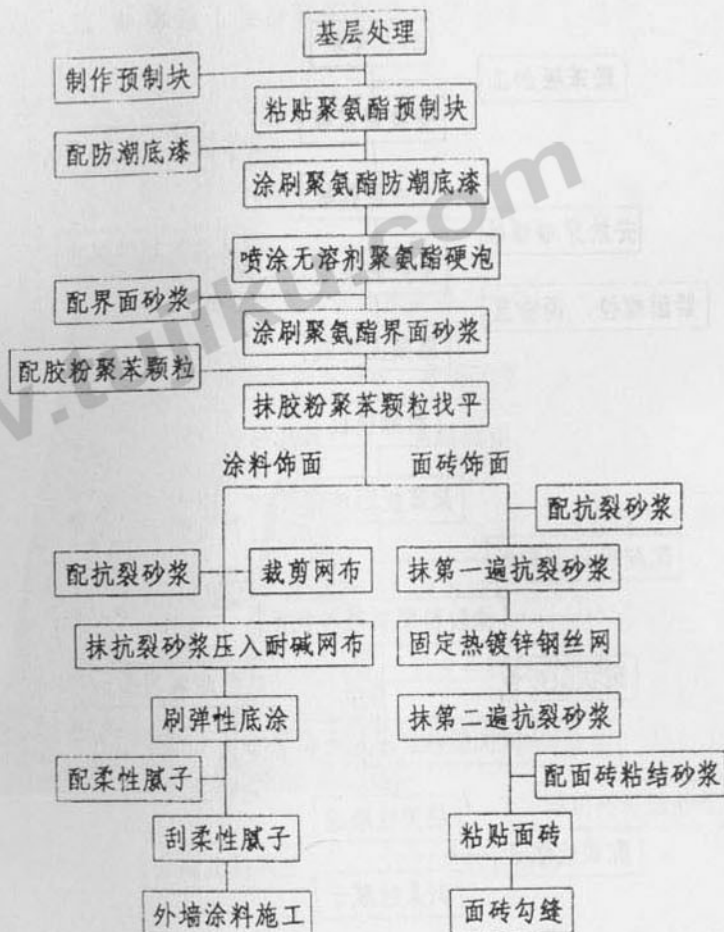 基层处理
制作预制块
粘贴聚氨酯预制块
配防潮底漆
涂刷聚氨酯防潮底漆
喷涂无溶剂聚氨酯硬泡
配界面砂浆
涂刷聚氨酯界面砂浆
配胶粉聚苯颗粒
抹胶粉聚苯颗粒找平
涂料饰面 面砖饰面
配抗裂砂浆
配抗裂砂浆 裁剪网布 抹第一遍抗裂砂浆
抹抗裂砂浆压入耐碱网布 固定热镀锌钢丝网
刷弹性底涂 抹第二遍抗裂砂浆
配柔性腻子 配面砖粘结砂浆
刮柔性腻子 粘贴面砖
外墙涂料施工 面砖勾缝
v.tujiku.com